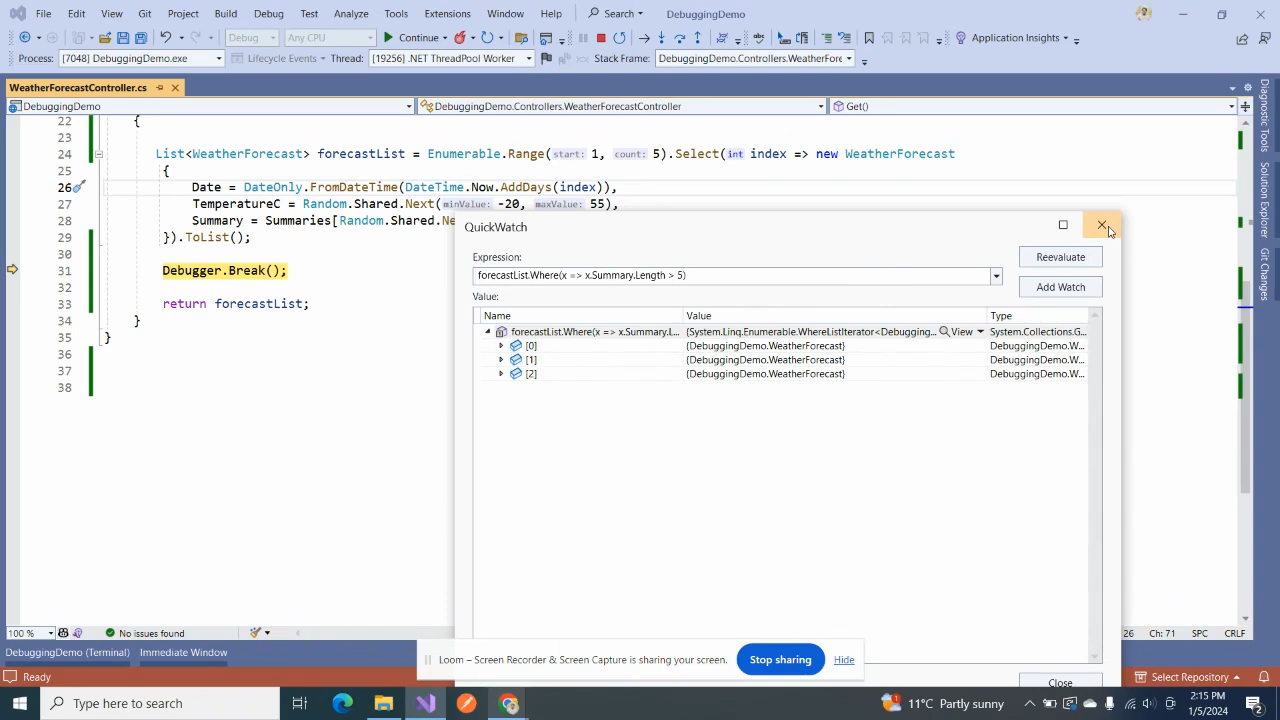 File Edit View Git Project Build Debug Test Analyze Tools Extensions Window Help Search DebuggingDemo
Debug Any CPU Continue Application Insights
Process: [7048] DebuggingDemo.exe Lifecycle Events Thread: [19256] .NET ThreadPool Worker Stack Frame: DebuggingDemo.Controllers.WeatherFore
WeatherForecastController.cs
DebuggingDemo DebuggingDemo.Controllers.WeatherForecastController Get()
22 {
23
24 List<WeatherForecast> forecastList = Enumerable.Range(start: 1, count: 5).Select(int index => new WeatherForecast
{
26 Date = DateOnly.FromDateTime(DateTime.Now.AddDays(index)),
27 TemperatureC = Random.Shared.Next(minValue: -20, maxValue: 55),
28 Summary = Summaries[Random.Shared.Ne
29 }).ToList();
30
31 Debugger.Break();
32
33 return forecastList;
34 }
35 }
36
37
38
QuickWatch
Expression:
forecastList.Where(x => x.Summary.Length > 5)
Reevaluate
Add Watch
Value:
Name Value Type
forecastList.Where(x => x.Summary.L... {System.Linq.Enumerable.WhereListIterator<Debugging... View System.Collections.G...
[0] {DebuggingDemo.WeatherForecast} DebuggingDemo.W...
[1] {DebuggingDemo.WeatherForecast} DebuggingDemo.W...
[2] {DebuggingDemo.WeatherForecast} DebuggingDemo.W...
Close
Diagnostic Tools
Solution Explorer
Git Changes
100 % No issues found 26 Ch: 71 SPC CRLF
DebuggingDemo (Terminal) Immediate Window
Loom – Screen Recorder & Screen Capture is sharing your screen. Stop sharing Hide
Ready Select Repository
Type here to search 11°C Partly sunny 2:15 PM
1/5/2024 2